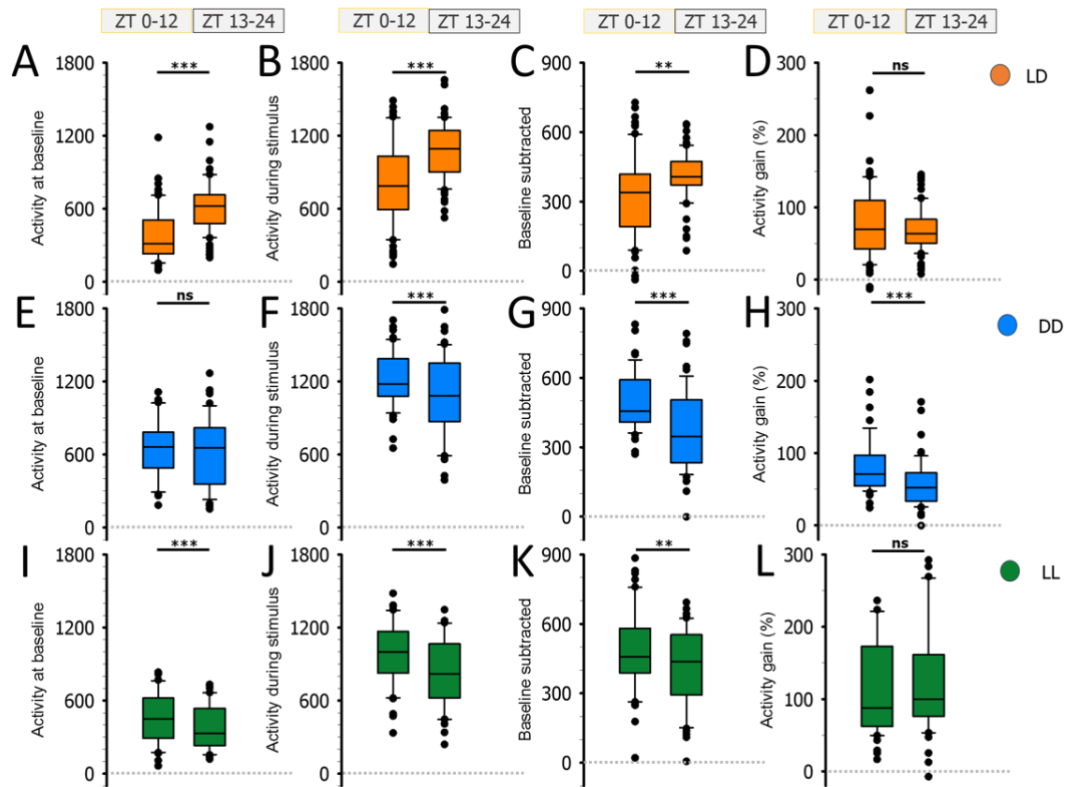 ZT 0-12 ZT 13-24 ZT 0-12 ZT 13-24 ZT 0-12 ZT 13-24 ZT 0-12 ZT 13-24
A B C D
*** *** ** ns
LD
Activity at baseline
1800
1200
600
0
Activity during stimulus
1800
1200
600
0
Baseline subtracted
900
600
300
0
Activity gain (%)
300
200
100
0
E F G H
ns *** *** ***
DD
Activity at baseline
1800
1200
600
0
Activity during stimulus
1800
1200
600
0
Baseline subtracted
900
600
300
0
Activity gain (%)
300
200
100
0
I J K L
*** *** ** ns
LL
Activity at baseline
1800
1200
600
0
Activity during stimulus
1800
1200
600
0
Baseline subtracted
900
600
300
0
Activity gain (%)
300
200
100
0